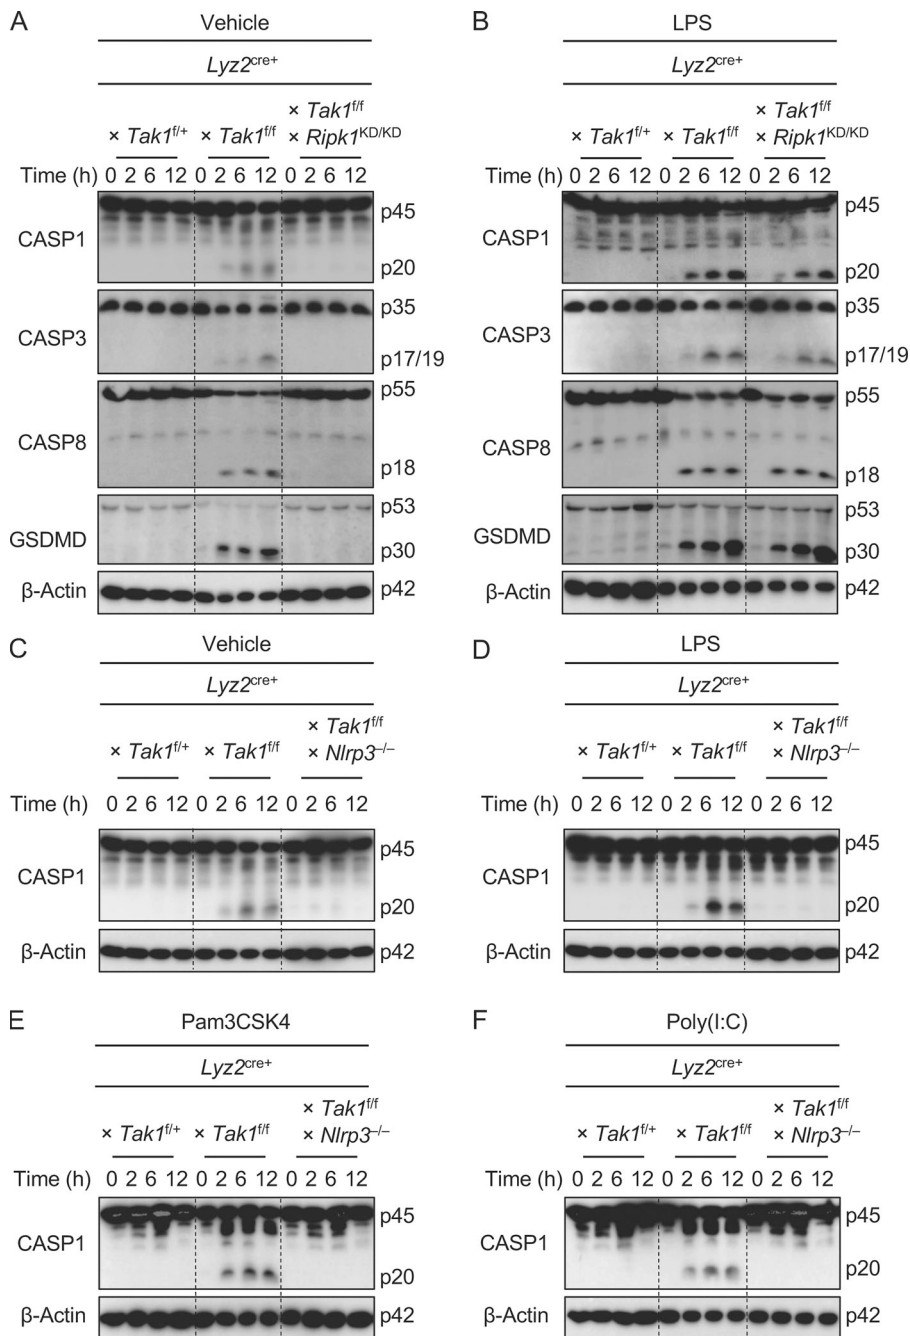 A
Vehicle
Lyz2cre+
× Tak1f/f
× Tak1f/+ × Tak1f/f × Ripk1KD/KD
Time (h) 0 2 6 12 0 2 6 12 0 2 6 12
CASP1 p45
p20
CASP3 p35
p17/19
CASP8 p55
p18
GSDMD p53
p30
β-Actin p42
B
LPS
Lyz2cre+
× Tak1f/f
× Tak1f/+ × Tak1f/f × Ripk1KD/KD
Time (h) 0 2 6 12 0 2 6 12 0 2 6 12
CASP1 p45
p20
CASP3 p35
p17/19
CASP8 p55
p18
GSDMD p53
p30
β-Actin p42
C
Vehicle
Lyz2cre+
× Tak1f/f
× Tak1f/+ × Tak1f/f × Nlrp3–/–
Time (h) 0 2 6 12 0 2 6 12 0 2 6 12
CASP1 p45
p20
β-Actin p42
D
LPS
Lyz2cre+
× Tak1f/f
× Tak1f/+ × Tak1f/f × Nlrp3–/–
Time (h) 0 2 6 12 0 2 6 12 0 2 6 12
CASP1 p45
p20
β-Actin p42
E
Pam3CSK4
Lyz2cre+
× Tak1f/f
× Tak1f/+ × Tak1f/f × Nlrp3–/–
Time (h) 0 2 6 12 0 2 6 12 0 2 6 12
CASP1 p45
p20
β-Actin p42
F
Poly(I:C)
Lyz2cre+
× Tak1f/f
× Tak1f/+ × Tak1f/f × Nlrp3–/–
Time (h) 0 2 6 12 0 2 6 12 0 2 6 12
CASP1 p45
p20
β-Actin p42